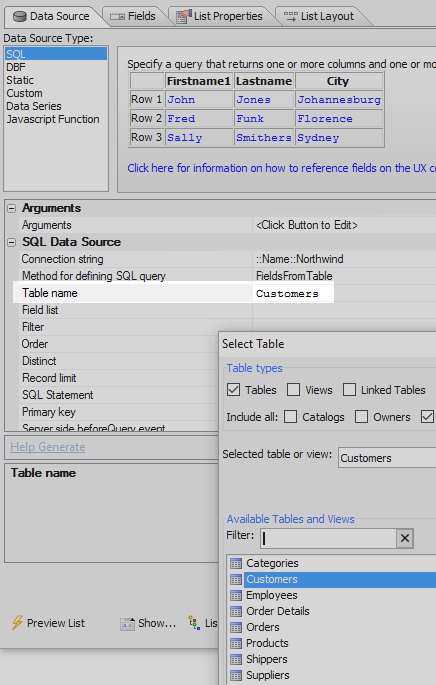 Data Source Fields List Properties List Layout
Data Source Type:
SQL
DBF
Static
Custom
Data Series
Javascript Function
Specify a query that returns one or more columns and one or mo
Firstname1 Lastname City
Row 1 John Jones Johannesburg
Row 2 Fred Funk Florence
Row 3 Sally Smithers Sydney
Click here for information on how to reference fields on the UX c
Arguments
Arguments <Click Button to Edit>
SQL Data Source
Connection string ::Name::Northwind
Method for defining SQL query FieldsFromTable
Table name Customers
Field list
Filter
Order
Distinct
Record limit
SQL Statement
Primary key
Server side beforeQuery event
Help Generate
Table name
Preview List Show... Lis
Select Table
Table types
Tables Views Linked Tables
Include all: Catalogs Owners
Selected table or view: Customers
Available Tables and Views
Filter:
Categories
Customers
Employees
Order Details
Orders
Products
Shippers
Suppliers